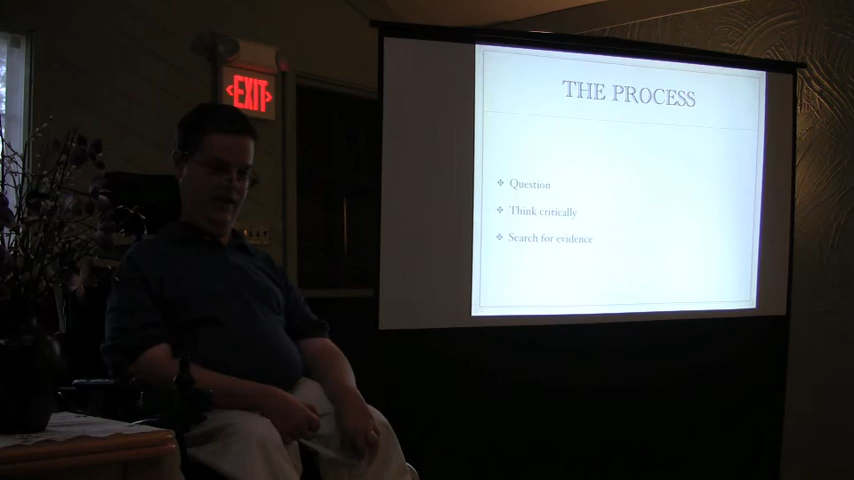 EXIT
THE PROCESS
Question
Think critically
Search for evidence